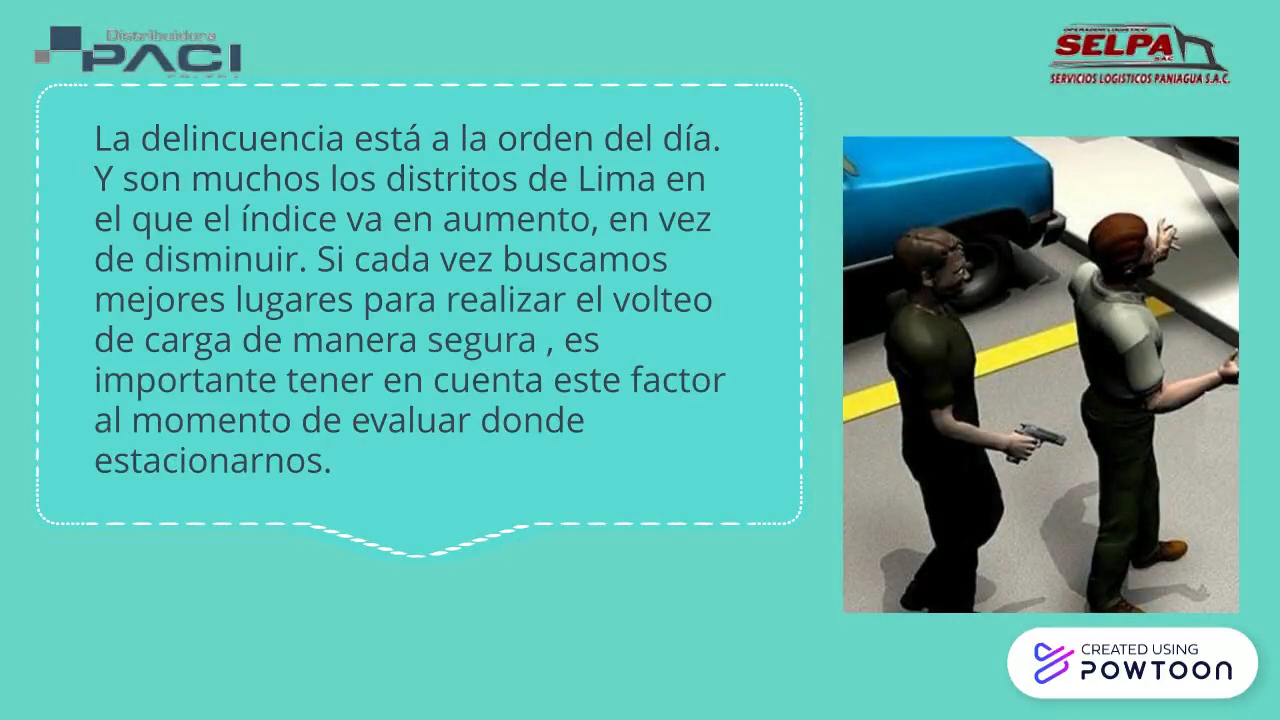 Distribuidora
PACI
OPERADOR LOGISTICO
SELPA
SAC
SERVICIOS LOGISTICOS PANIAGUA S.A.C.
La delincuencia está a la orden del día.
Y son muchos los distritos de Lima en
el que el índice va en aumento, en vez
de disminuir. Si cada vez buscamos
mejores lugares para realizar el volteo
de carga de manera segura , es
importante tener en cuenta este factor
al momento de evaluar donde
estacionarnos.
CREATED USING
POWTOON